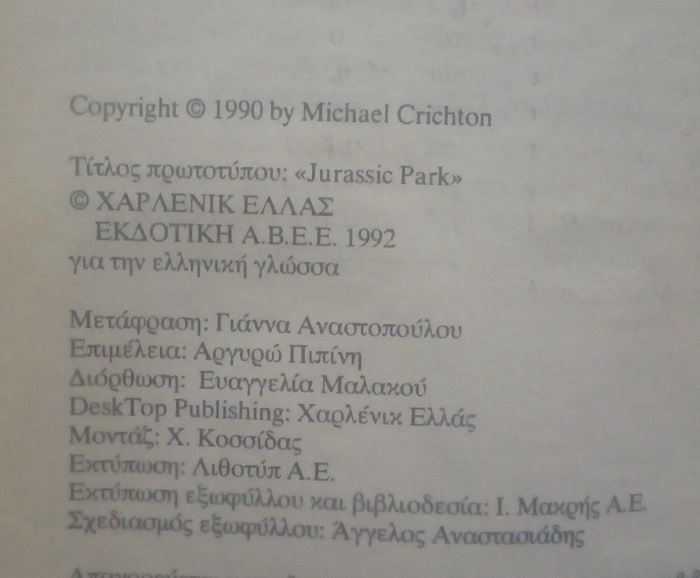 Copyright © 1990 by Michael Crichton
Τίτλος πρωτοτύπου: «Jurassic Park»
© ΧΑΡΛΕΝΙΚ ΕΛΛΑΣ
ΕΚΔΟΤΙΚΗ Α.Β.Ε.Ε. 1992
για την ελληνική γλώσσα
Μετάφραση: Γιάννα Αναστοπούλου
Επιμέλεια: Αργυρώ Πιπίνη
Διόρθωση: Ευαγγελία Μαλακού
DeskTop Publishing: Χαρλένικ Ελλάς
Μοντάζ: Χ. Κοσσίδας
Εκτύπωση: Λιθοτύπ Α.Ε.
Εκτύπωση εξωφύλλου και βιβλιοδεσία: Ι. Μακρής Α.Ε.
Σχεδιασμός εξωφύλλου: Άγγελος Αναστασιάδης